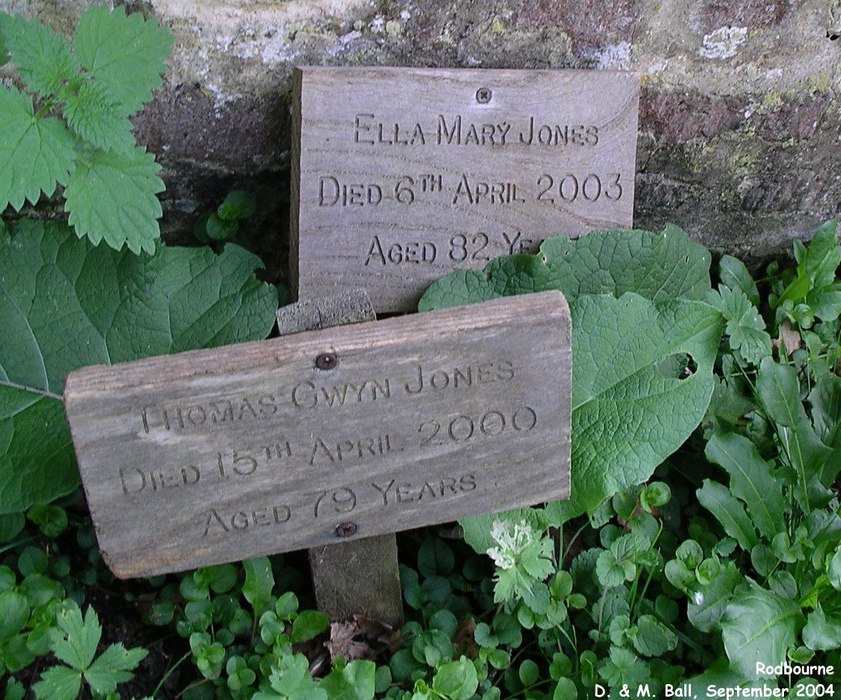 Ella Mary Jones
Died 6th April 2003
Aged 82 Ye
Thomas Gwyn Jones
Died 15th April 2000
Aged 79 Years
Rodbourne
D. & M. Ball, September 2004